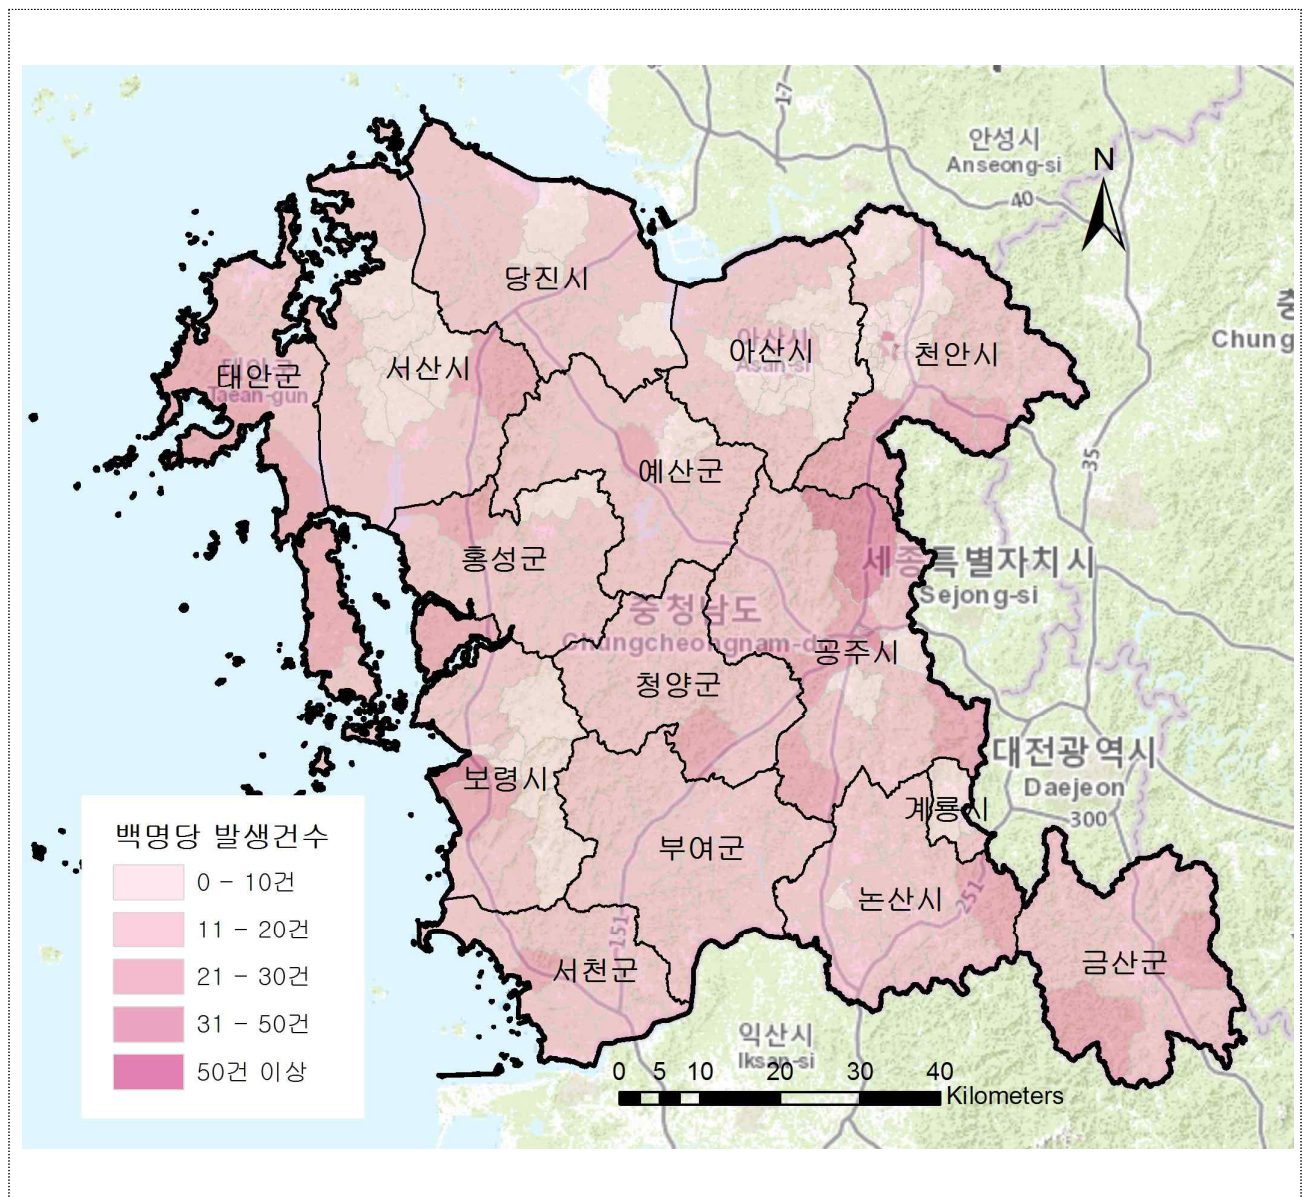 17
안성시
Anseong-si
N
40
당진시
Chung
아산시
Asan-si
아산시
천안시
서산시
태안군
태안군
Taean-gun
35
예산군
홍성군
세종특별자치시
Sejong-si
충청남도
Chungcheongnam-d
공주시
청양군
대전광역시
Daejeon
보령시
계룡시
300
백명당 발생건수
부여군
0 – 10건
논산시
251
11 – 20건
151
금산군
서천군
21 – 30건
31 – 50건
익산시
Iksan-si
50건 이상
0 5 10 20 30 40
Kilometers